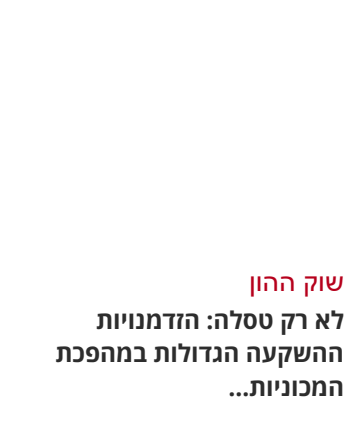 שוק ההון
לא רק טסלה: הזדמנויות
ההשקעה הגדולות במהפכת
המכוניות...